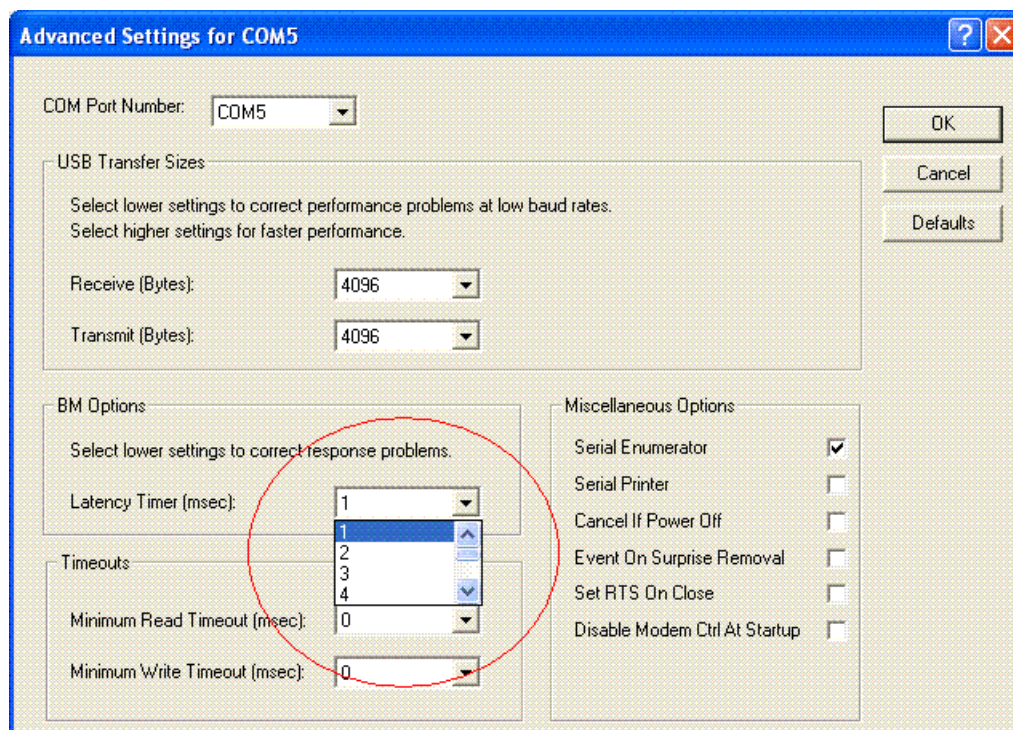 Advanced Settings for COM5
COM Port Number: COM5
OK
USB Transfer Sizes
Cancel
Select lower settings to correct performance problems at low baud rates.
Defaults
Select higher settings for faster performance.
Receive (Bytes): 4096
Transmit (Bytes): 4096
BM Options
Select lower settings to correct response problems.
Latency Timer (msec): 1
1
2
3
4
Timeouts
Minimum Read Timeout (msec): 0
Minimum Write Timeout (msec): 0
Miscellaneous Options
Serial Enumerator
Serial Printer
Cancel If Power Off
Event On Surprise Removal
Set RTS On Close
Disable Modem Ctrl At Startup